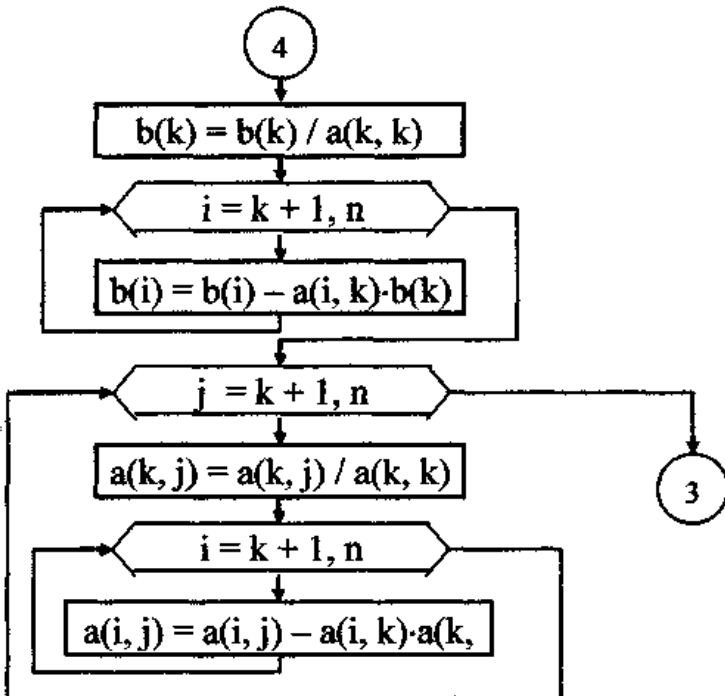 4
b(k) = b(k) / a(k, k)
i = k + 1, n
b(i) = b(i) – a(i, k)·b(k)
j = k + 1, n
a(k, j) = a(k, j) / a(k, k)
3
i = k + 1, n
a(i, j) = a(i, j) – a(i, k)·a(k,